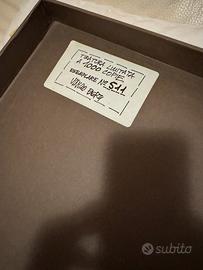 TIRATURA LIMITATA
A 1000 COPIE
ESEMPLARE N° 511
subito